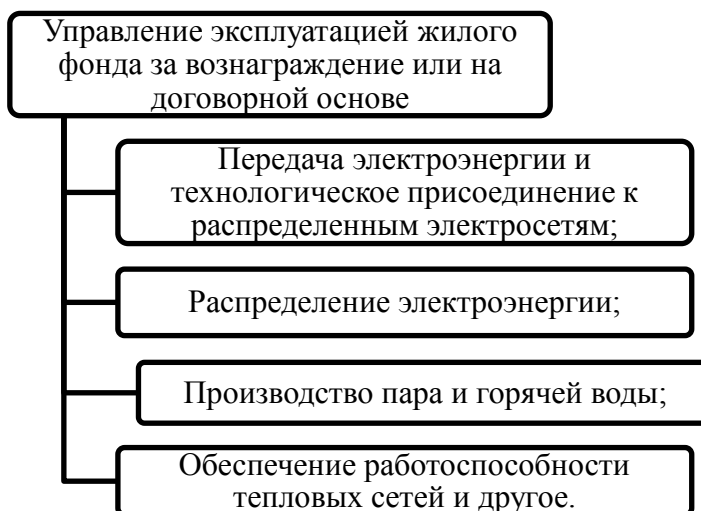 Управление эксплуатацией жилого
фонда за вознаграждение или на
договорной основе
Передача электроэнергии и
технологическое присоединение к
распределенным электросетям;
Распределение электроэнергии;
Производство пара и горячей воды;
Обеспечение работоспособности
тепловых сетей и другое.